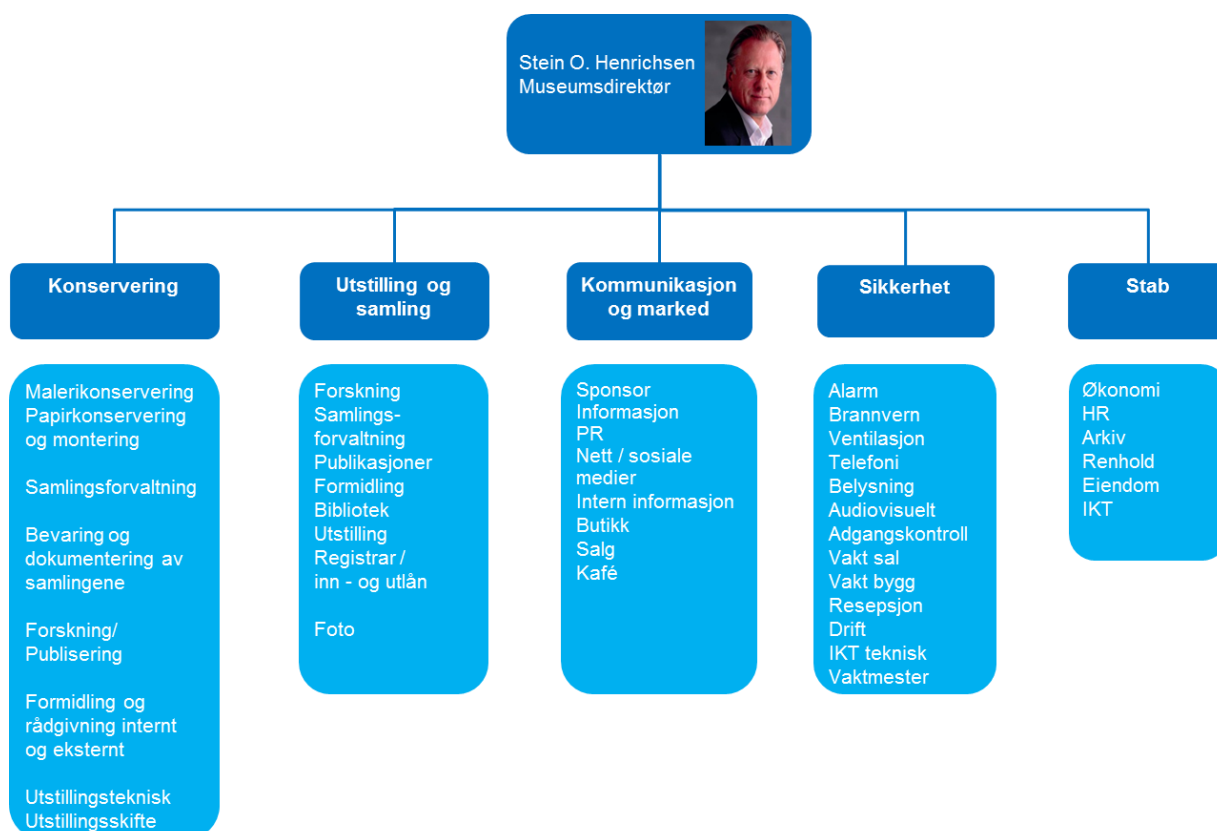 Stein O. Henrichsen
Museumsdirektør
Konservering
Malerikonservering
Papirkonservering
og montering
Samlingsforvaltning
Bevaring og
dokumentering av
samlingene
Forskning/
Publisering
Formidling og
rådgivning internt
og eksternt
Utstillingsteknisk
Utstillingsskifte
Utstilling og
samling
Forskning
Samlings-
forvaltning
Publikasjoner
Formidling
Bibliotek
Utstilling
Registrar /
inn - og utlån
Foto
Kommunikasjon
og marked
Sponsor
Informasjon
PR
Nett / sosiale
medier
Intern informasjon
Butikk
Salg
Kafé
Sikkerhet
Alarm
Brannvern
Ventilasjon
Telefoni
Belysning
Audiovisuelt
Adgangskontroll
Vakt sal
Vakt bygg
Resepsjon
Drift
IKT teknisk
Vaktmester
Stab
Økonomi
HR
Arkiv
Renhold
Eiendom
IKT